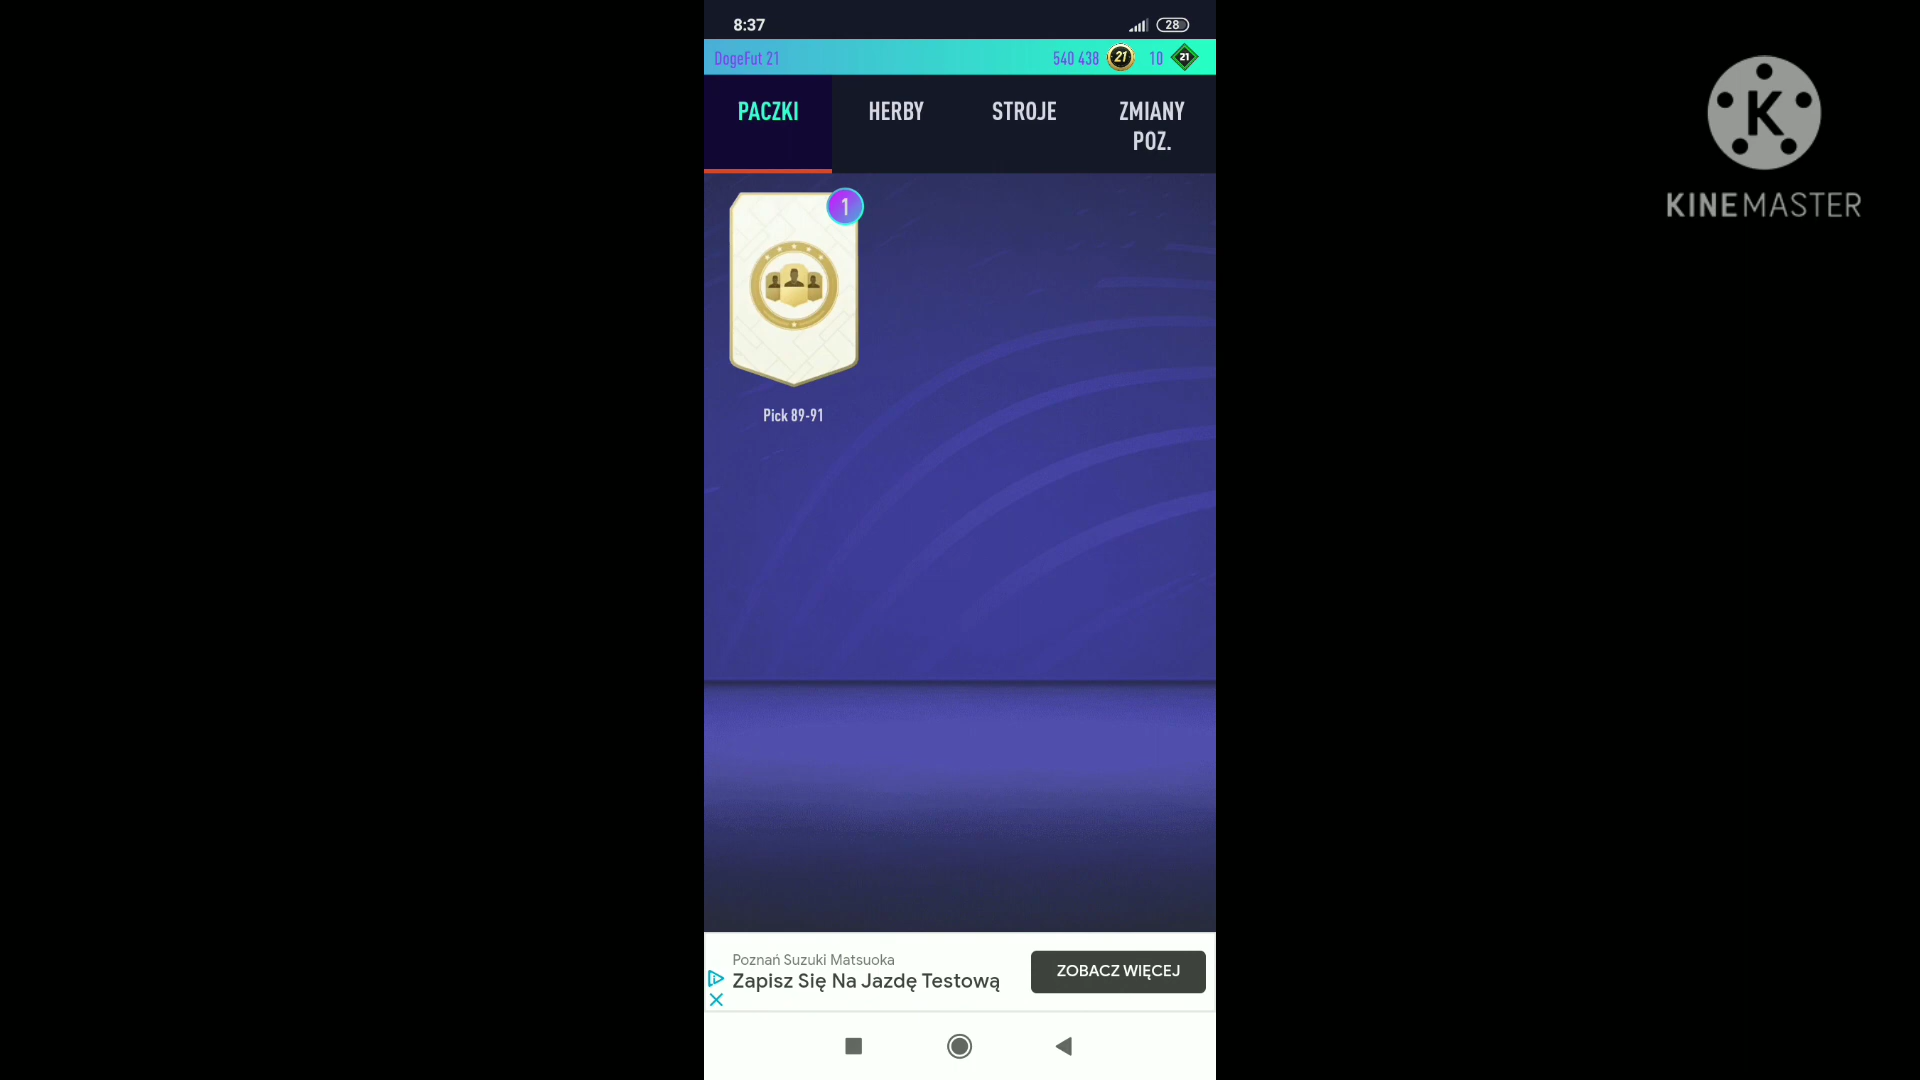 8:37
28
DogeFut 21
540 438
21
10
21
PACZKI
HERBY
STROJE
ZMIANY
POZ.
1
Pick 89-91
Poznań Suzuki Matsuoka
Zapisz Się Na Jazdę Testową
ZOBACZ WIĘCEJ
K
KINEMASTER